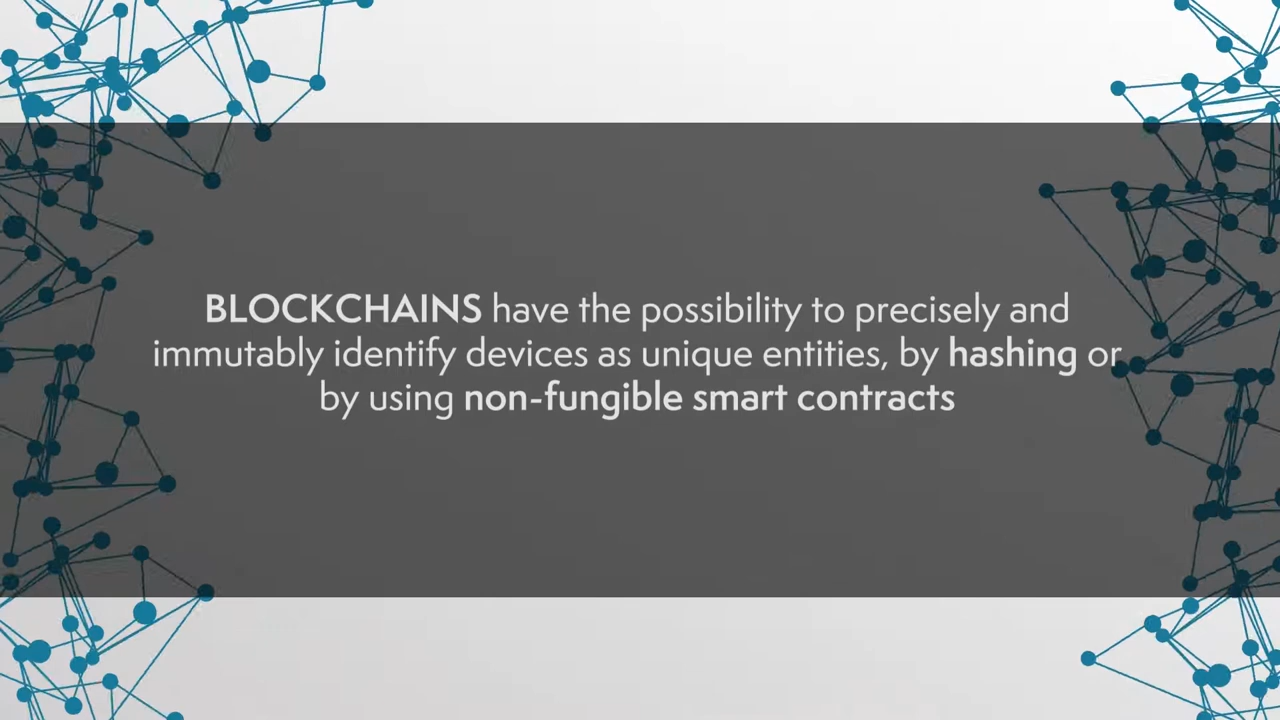 BLOCKCHAINS have the possibility to precisely and
immutably identify devices as unique entities, by hashing or
by using non-fungible smart contracts